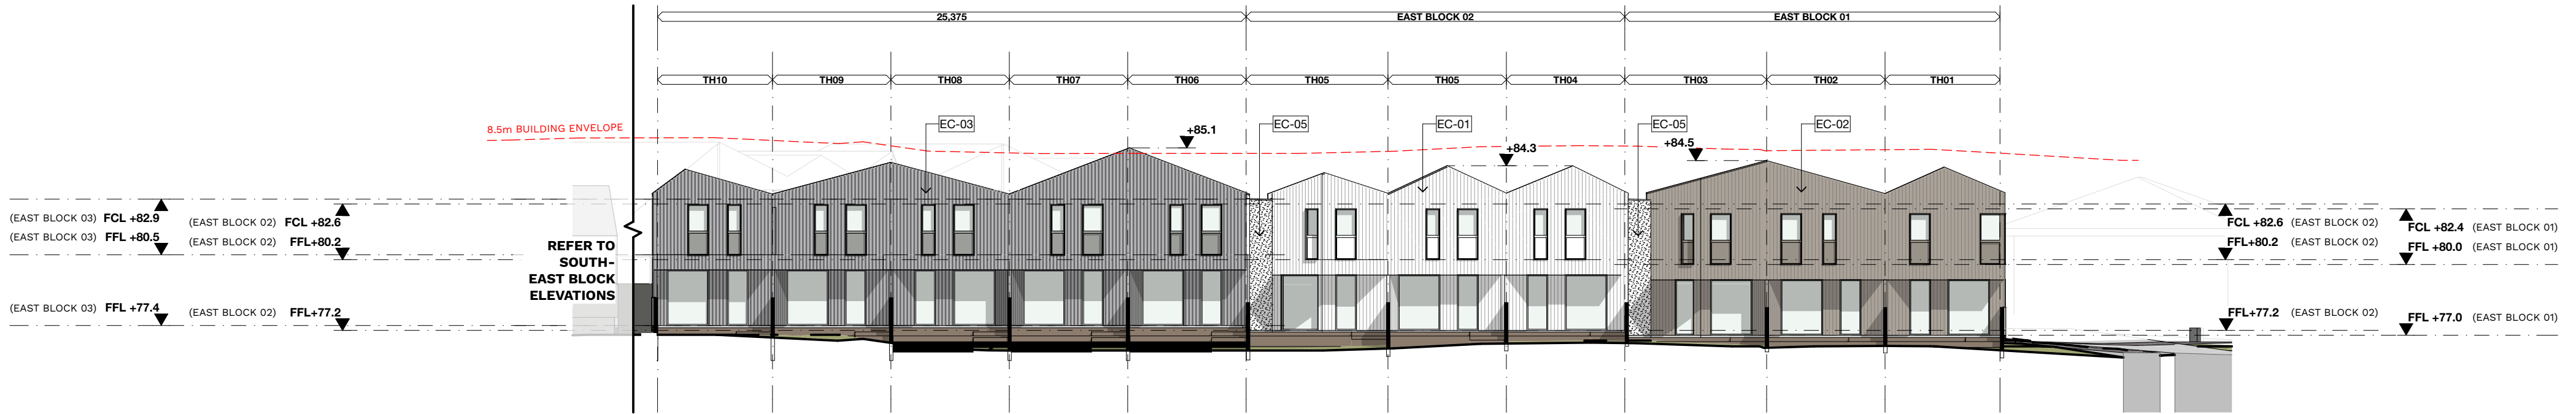 25,375
EAST BLOCK 02
EAST BLOCK 01
TH10
TH09
TH08
TH07
TH06
TH05
TH05
TH04
TH03
TH02
TH01
8.5m BUILDING ENVELOPE
EC-03
+85.1
EC-05
EC-01
+84.3
EC-05
+84.5
EC-02
(EAST BLOCK 03) FCL +82.9
(EAST BLOCK 02) FCL +82.6
(EAST BLOCK 03) FFL +80.5
(EAST BLOCK 02) FFL+80.2
(EAST BLOCK 03) FFL +77.4
(EAST BLOCK 02) FFL+77.2
REFER TO
SOUTH-
EAST BLOCK
ELEVATIONS
FCL +82.6 (EAST BLOCK 02)
FCL +82.4 (EAST BLOCK 01)
FFL+80.2 (EAST BLOCK 02)
FFL +80.0 (EAST BLOCK 01)
FFL+77.2 (EAST BLOCK 02)
FFL +77.0 (EAST BLOCK 01)